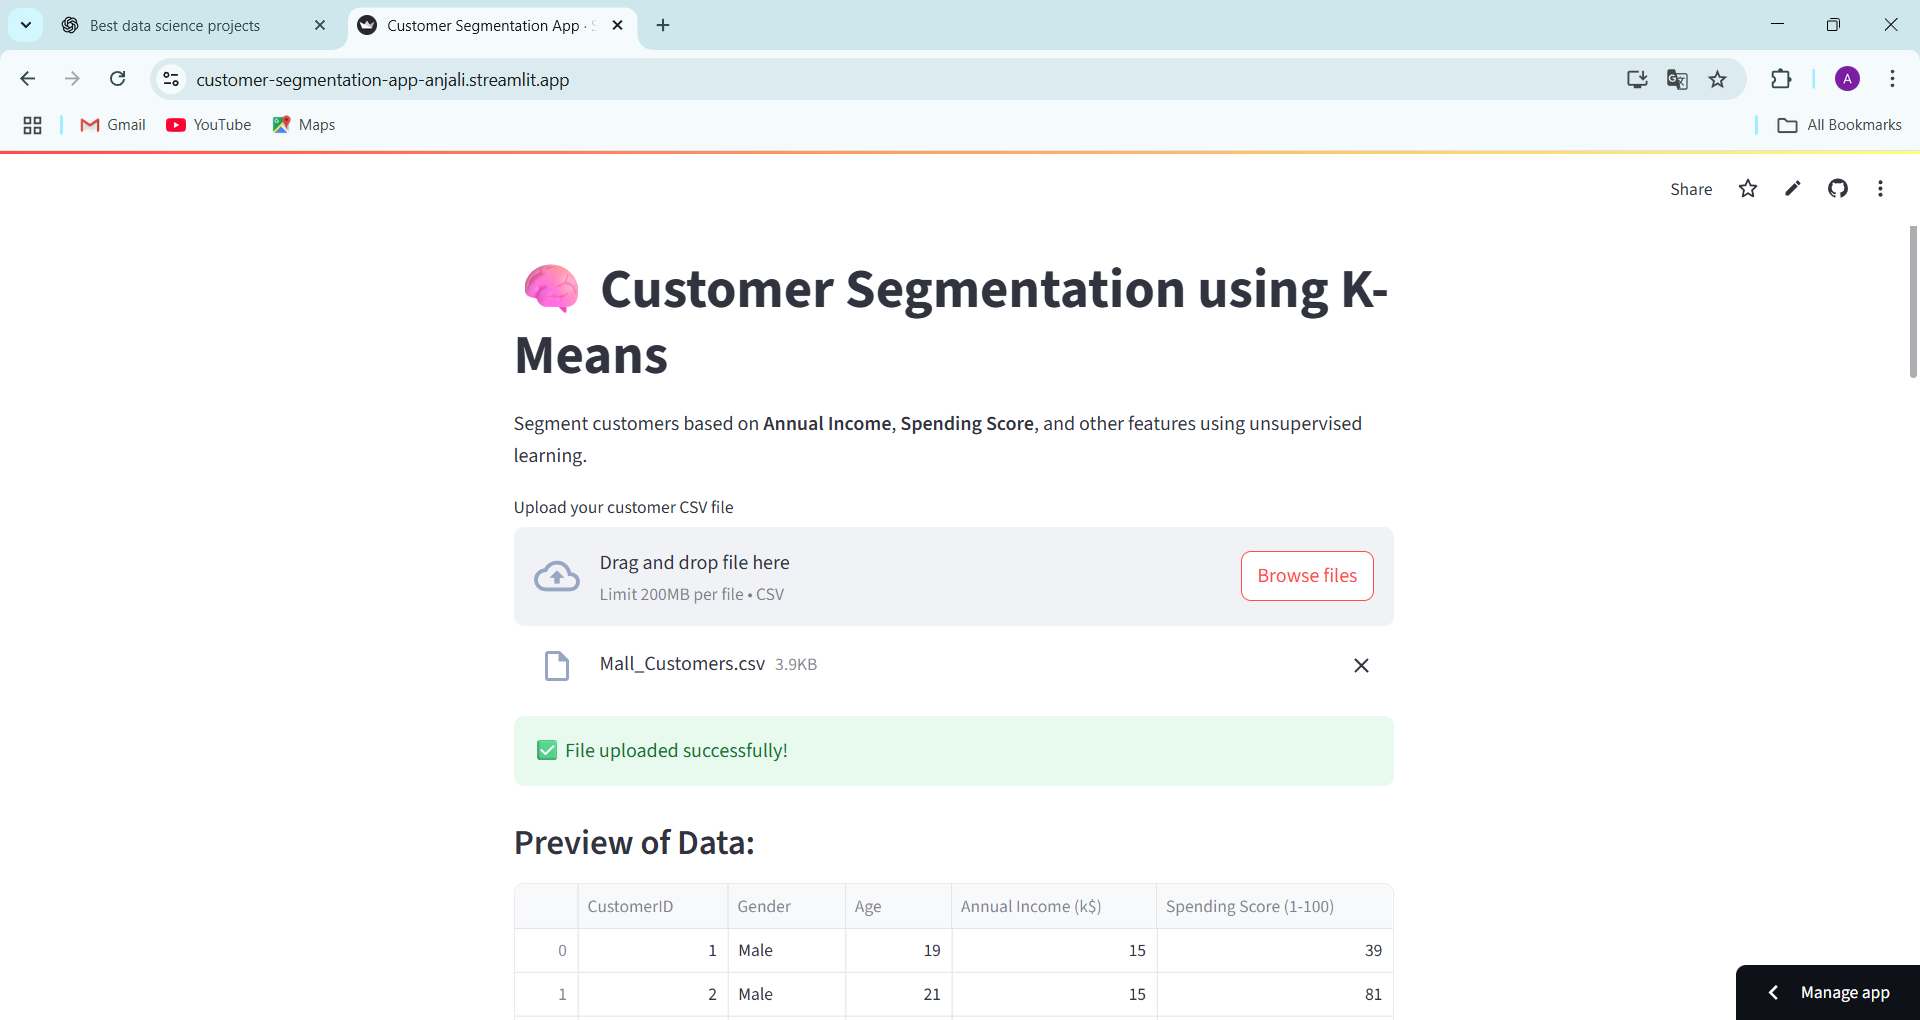 Best data science projects
Customer Segmentation App ·
customer-segmentation-app-anjali.streamlit.app
A
Gmail
YouTube
Maps
All Bookmarks
Share
Customer Segmentation using K-
Means
Segment customers based on Annual Income, Spending Score, and other features using unsupervised
learning.
Upload your customer CSV file
Drag and drop file here
Limit 200MB per file • CSV
Browse files
Mall_Customers.csv 3.9KB
File uploaded successfully!
Preview of Data:
CustomerID Gender Age Annual Income (k$) Spending Score (1-100)
0 1 Male 19 15 39
1 2 Male 21 15 81
Manage app